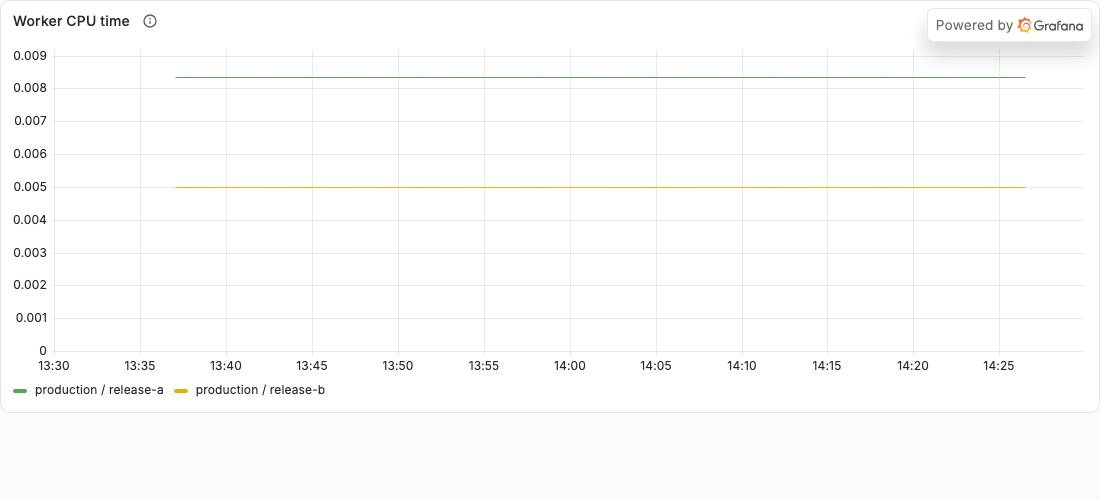 Worker CPU time
Powered by Grafana
0.009
0.008
0.007
0.006
0.005
0.004
0.003
0.002
0.001
0
13:30 13:35 13:40 13:45 13:50 13:55 14:00 14:05 14:10 14:15 14:20 14:25
production / release-a production / release-b